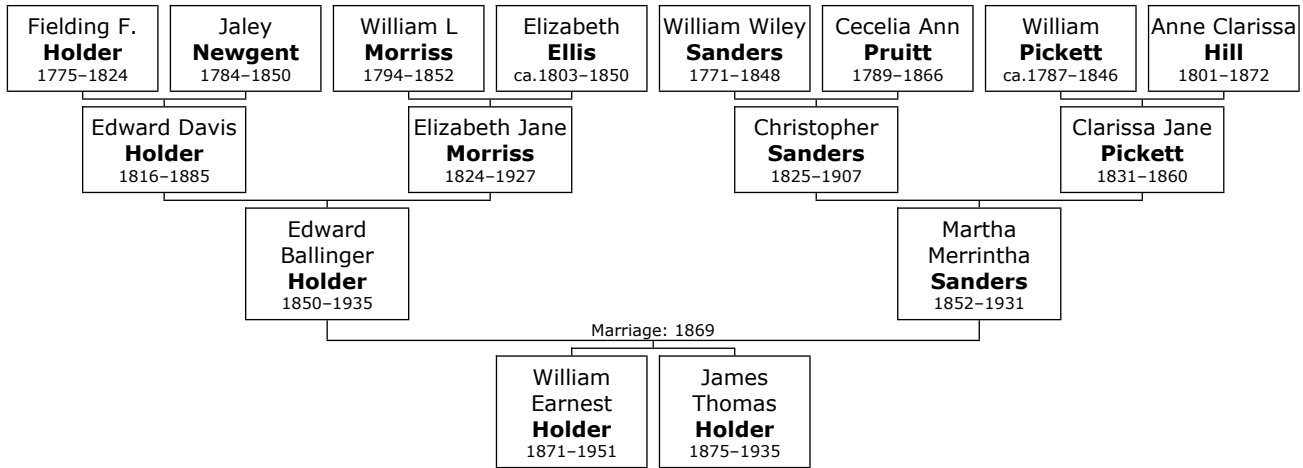 Fielding F.
Holder
1775–1824
Jaley
Newgent
1784–1850
William L
Morriss
1794–1852
Elizabeth
Ellis
ca.1803–1850
William Wiley
Sanders
1771–1848
Cecelia Ann
Pruitt
1789–1866
William
Pickett
ca.1787–1846
Anne Clarissa
Hill
1801–1872
Edward Davis
Holder
1816–1885
Elizabeth Jane
Morriss
1824–1927
Christopher
Sanders
1825–1907
Clarissa Jane
Pickett
1831–1860
Edward
Ballinger
Holder
1850–1935
Martha
Merrintha
Sanders
1852–1931
Marriage: 1869
William
Earnest
Holder
1871–1951
James
Thomas
Holder
1875–1935